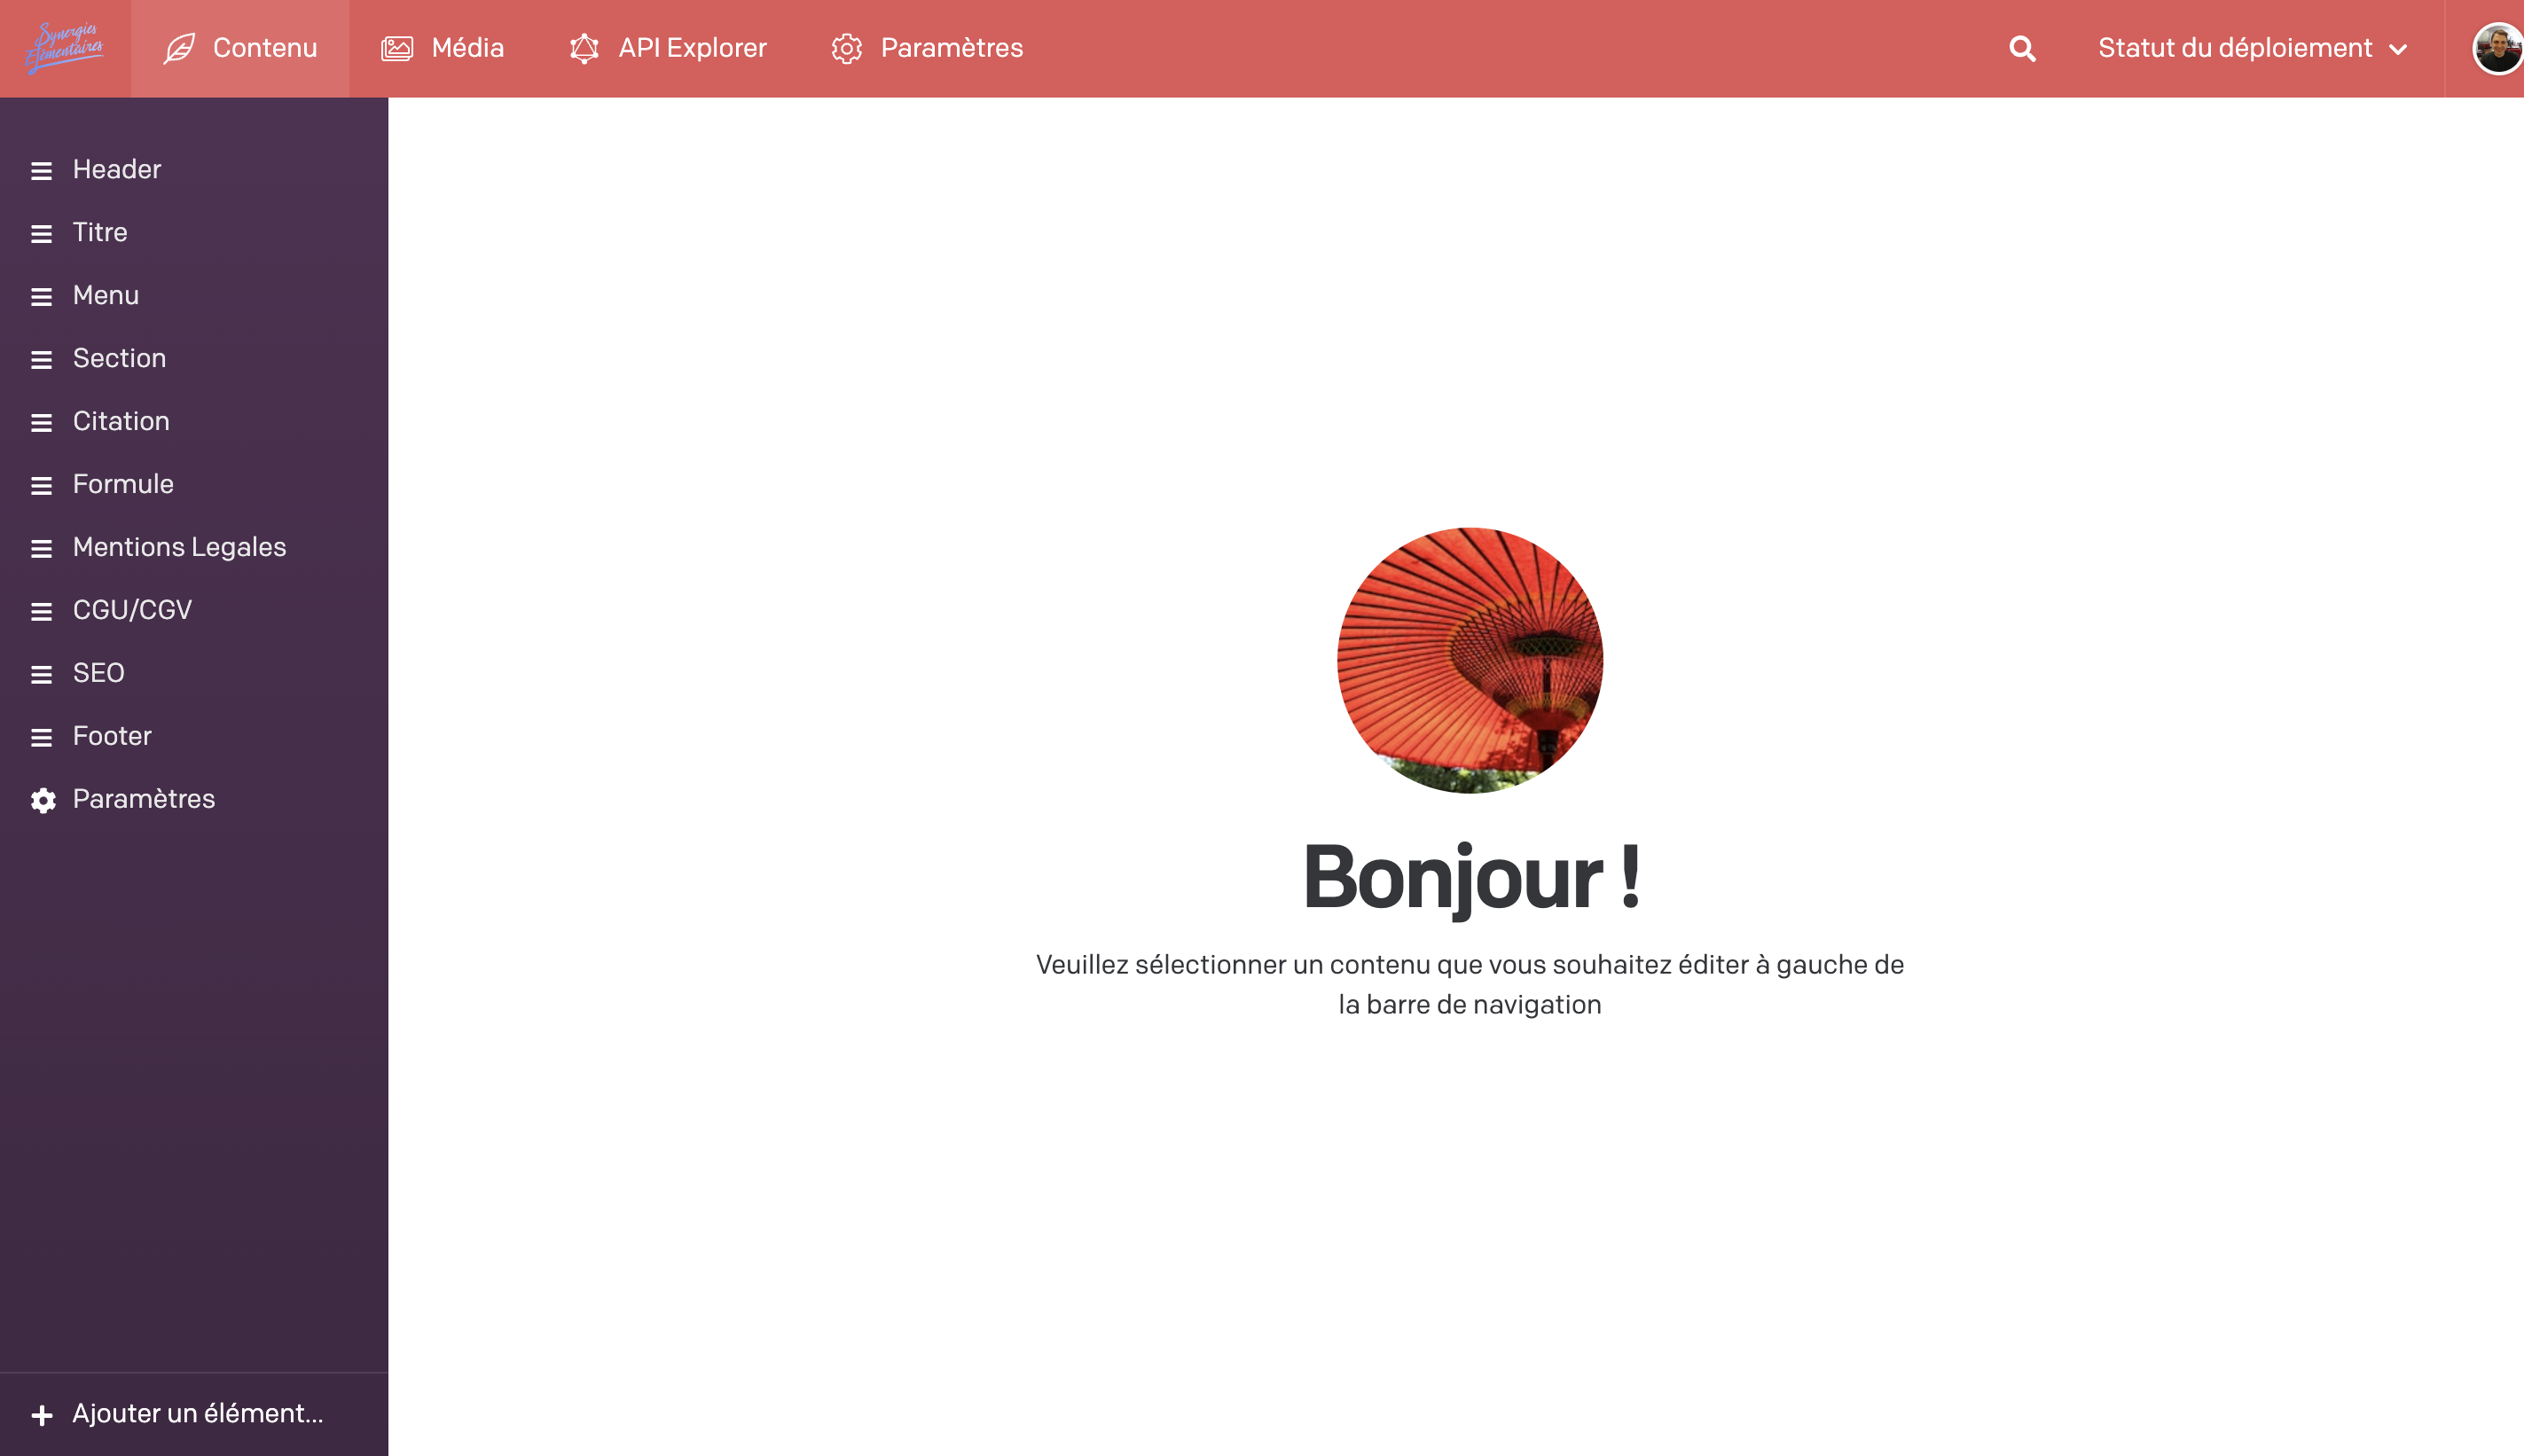 Synergies
Elementaires
Contenu
Média
API Explorer
Paramètres
Statut du déploiement
Header
Titre
Menu
Section
Citation
Formule
Mentions Legales
CGU/CGV
SEO
Footer
Paramètres
Bonjour !
Veuillez sélectionner un contenu que vous souhaitez éditer à gauche de
la barre de navigation
Ajouter un élément...